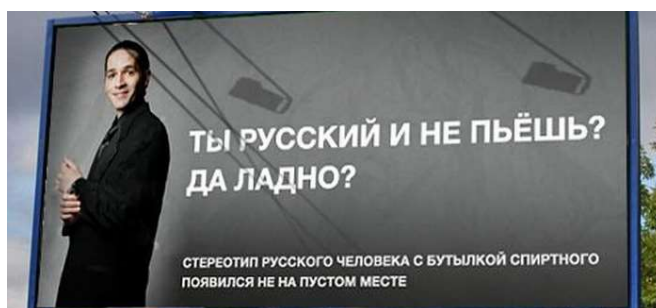 ТЫ РУССКИЙ И НЕ ПЬЁШЬ?
ДА ЛАДНО?
СТЕРЕОТИП РУССКОГО ЧЕЛОВЕКА С БУТЫЛКОЙ СПИРТНОГО
ПОЯВИЛСЯ НЕ НА ПУСТОМ МЕСТЕ